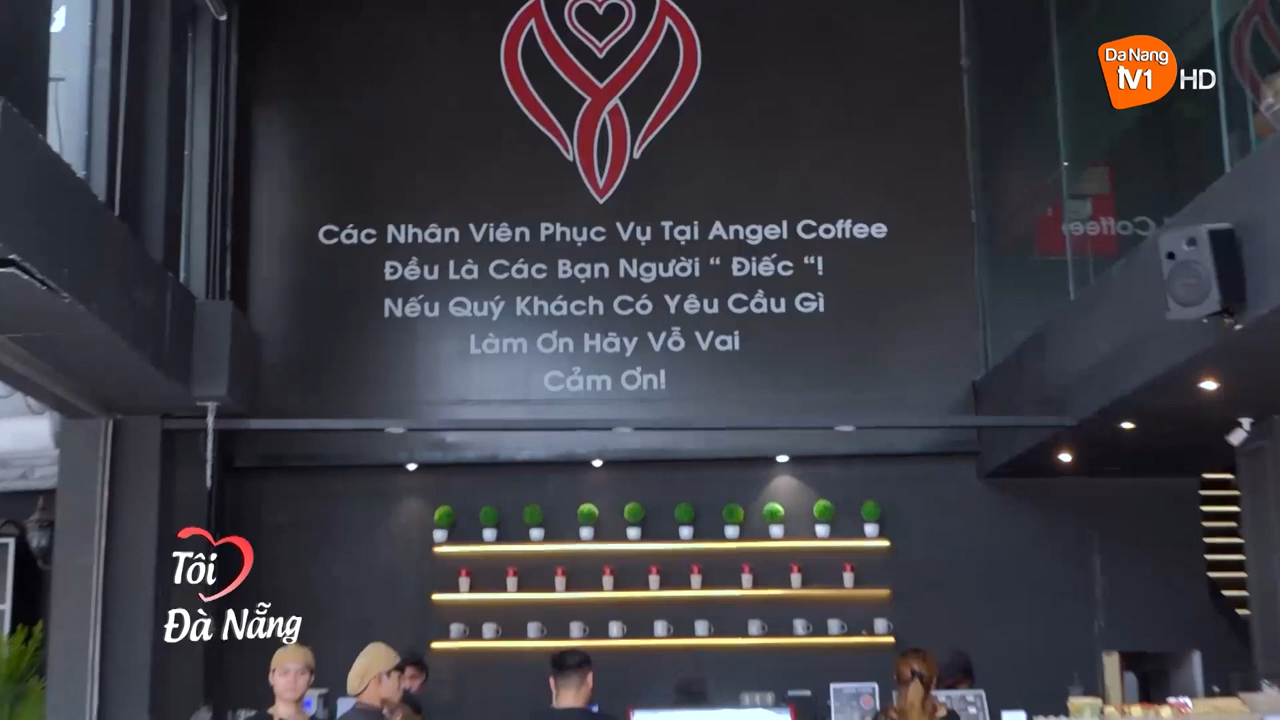 Da Nang
TV1 HD
Các Nhân Viên Phục Vụ Tại Angel Coffee
Đều Là Các Bạn Người “ Điếc “!
Nếu Quý Khách Có Yêu Cầu Gì
Làm Ơn Hãy Vỗ Vai
Cảm Ơn!
Coffee
Tôi
Đà Nẵng